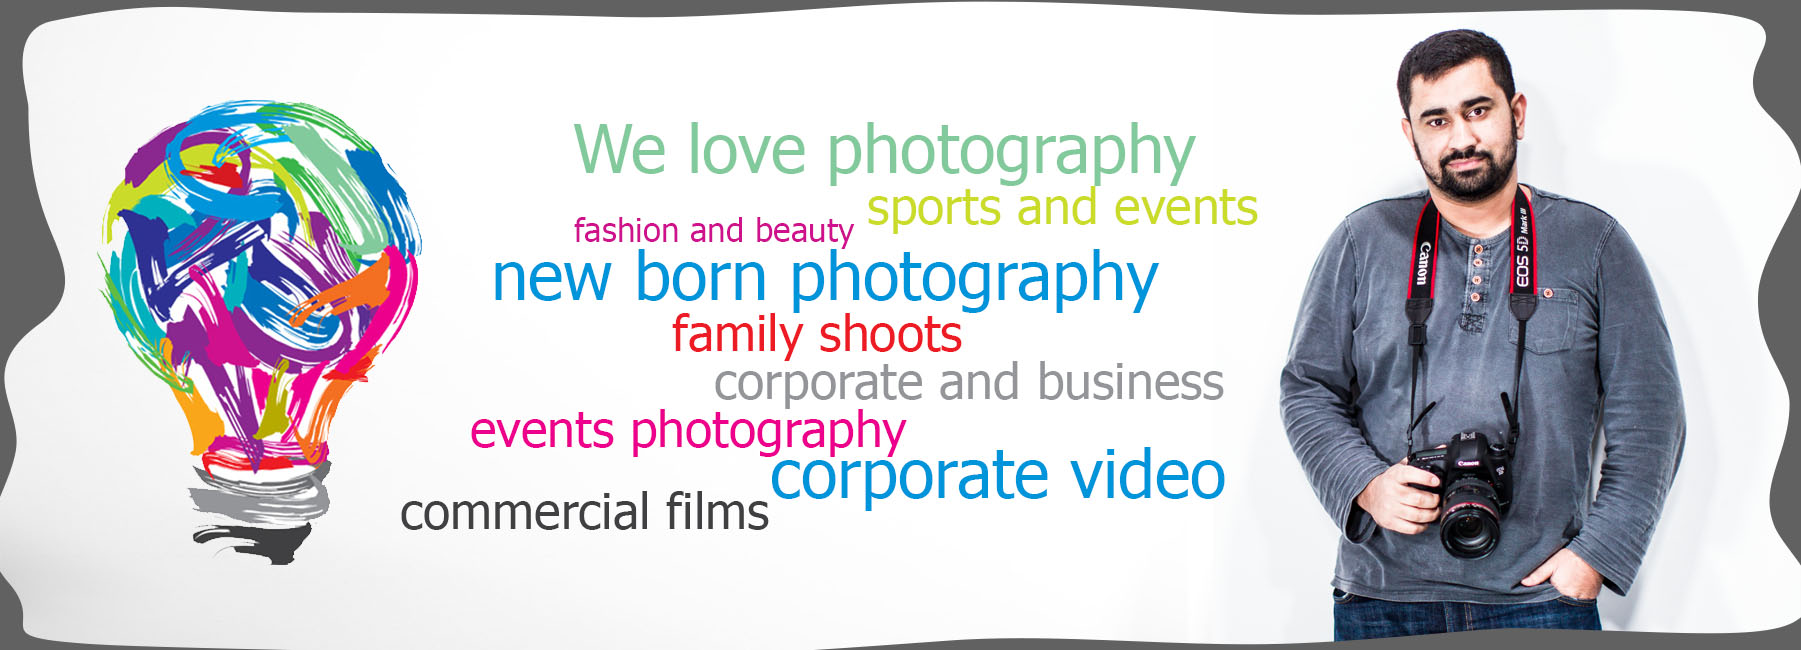 We love photography
sports and events
fashion and beauty
new born photography
family shoots
corporate and business
events photography
corporate video
commercial films
Canon
EOS 5D Mark III
Canon